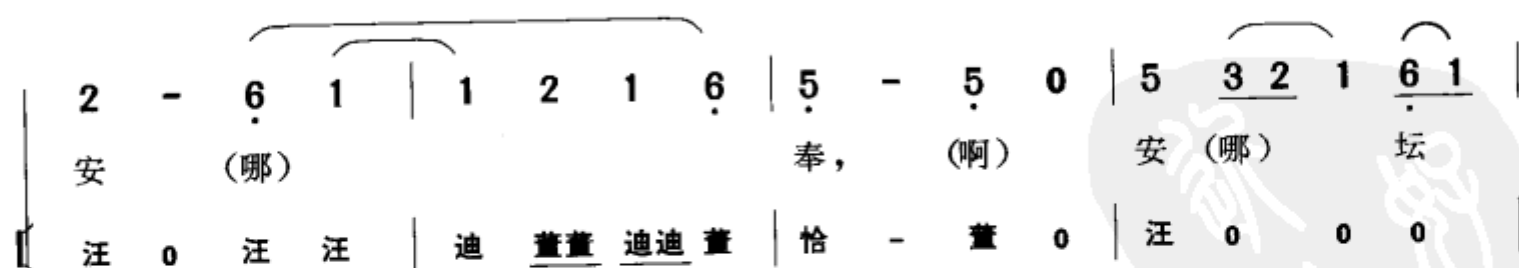 2 - 6̣ 1 | 1 2 1 6̣ | 5̣ - 5̣ 0 | 5 3 2 1 6̣ 1 |
安 (哪) 奉， (啊) 安 (哪) 坛
汪 0 汪 汪 | 迪 董董 迪迪 董 | 恰 - 董 0 | 汪 0 0 0 |